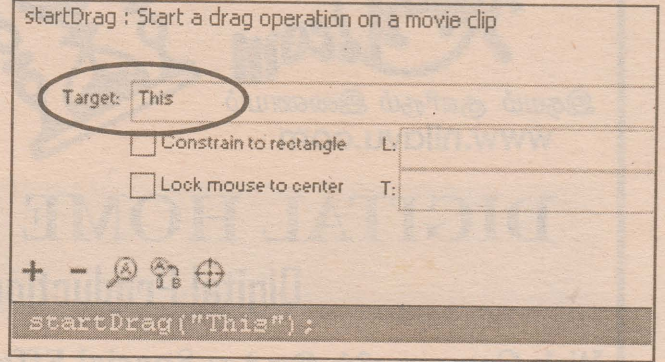 startDrag : Start a drag operation on a movie clip
Target: This
Constrain to rectangle L:
Lock mouse to center T:
startDrag("This");